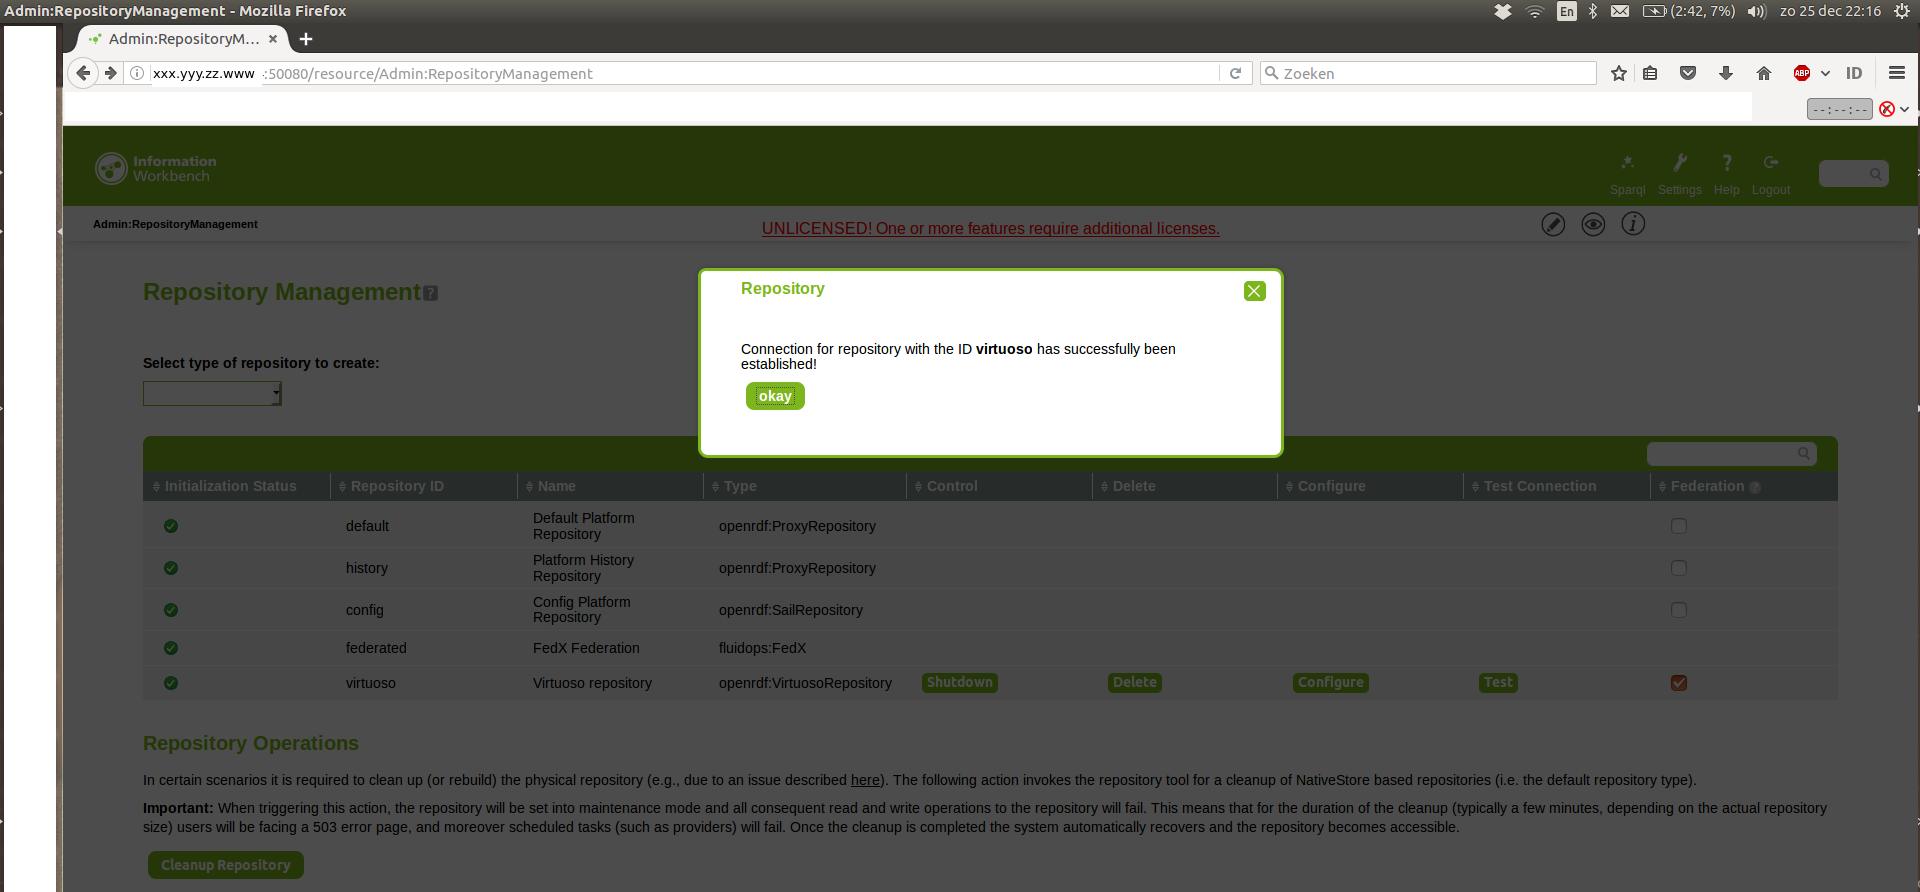 Admin:RepositoryManagement - Mozilla Firefox
En
(2:42, 7%)
zo 25 dec 22:16
Admin:RepositoryM...
xxx.yyy.zz.www :50080/resource/Admin:RepositoryManagement
Zoeken
ABP
ID
--:--:--
Information
Workbench
Sparql Settings Help Logout
Admin:RepositoryManagement
UNLICENSED! One or more features require additional licenses.
Repository Management ?
Repository
Connection for repository with the ID virtuoso has successfully been
established!
okay
Select type of repository to create:
Initialization Status Repository ID Name Type Control Delete Configure Test Connection Federation ?
default Default Platform Repository openrdf:ProxyRepository
history Platform History Repository openrdf:ProxyRepository
config Config Platform Repository openrdf:SailRepository
federated FedX Federation fluidops:FedX
virtuoso Virtuoso repository openrdf:VirtuosoRepository Shutdown Delete Configure Test
Repository Operations
In certain scenarios it is required to clean up (or rebuild) the physical repository (e.g., due to an issue described here). The following action invokes the repository tool for a cleanup of NativeStore based repositories (i.e. the default repository type).
Important: When triggering this action, the repository will be set into maintenance mode and all consequent read and write operations to the repository will fail. This means that for the duration of the cleanup (typically a few minutes, depending on the actual repository
size) users will be facing a 503 error page, and moreover scheduled tasks (such as providers) will fail. Once the cleanup is completed the system automatically recovers and the repository becomes accessible.
Cleanup Repository